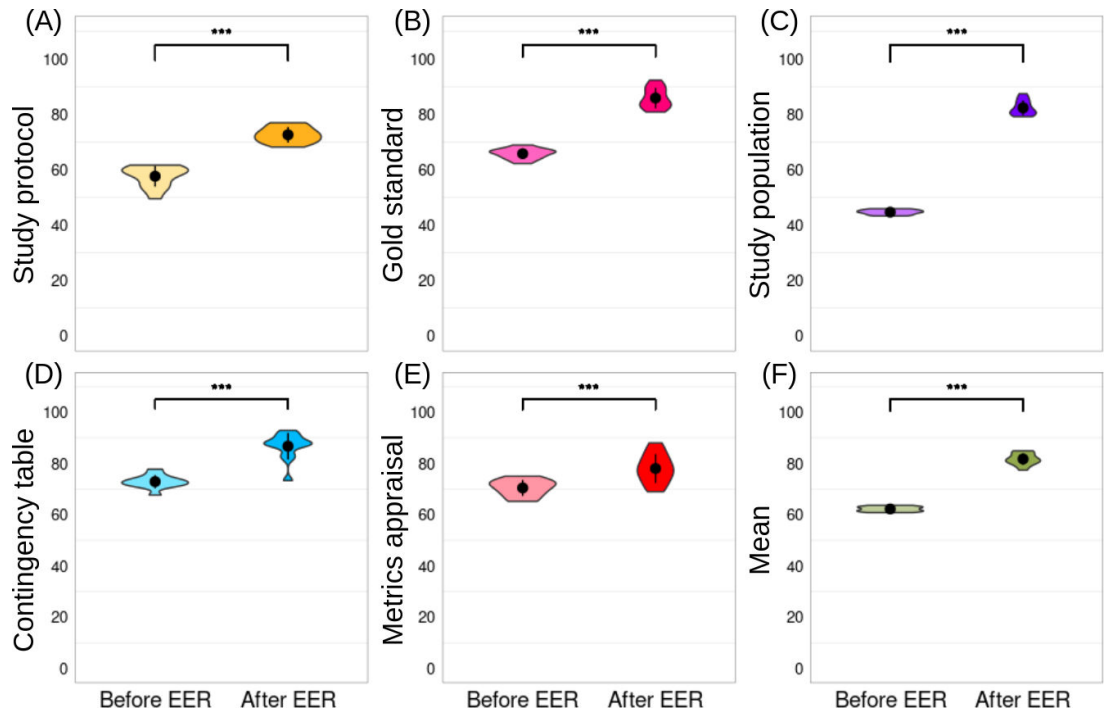 (A)
***
Study protocol
100
80
60
40
20
0
(B)
***
Gold standard
100
80
60
40
20
0
(C)
***
Study population
100
80
60
40
20
0
(D)
***
Contingency table
100
80
60
40
20
0
Before EER After EER
(E)
***
Metrics appraisal
100
80
60
40
20
0
Before EER After EER
(F)
***
Mean
100
80
60
40
20
0
Before EER After EER